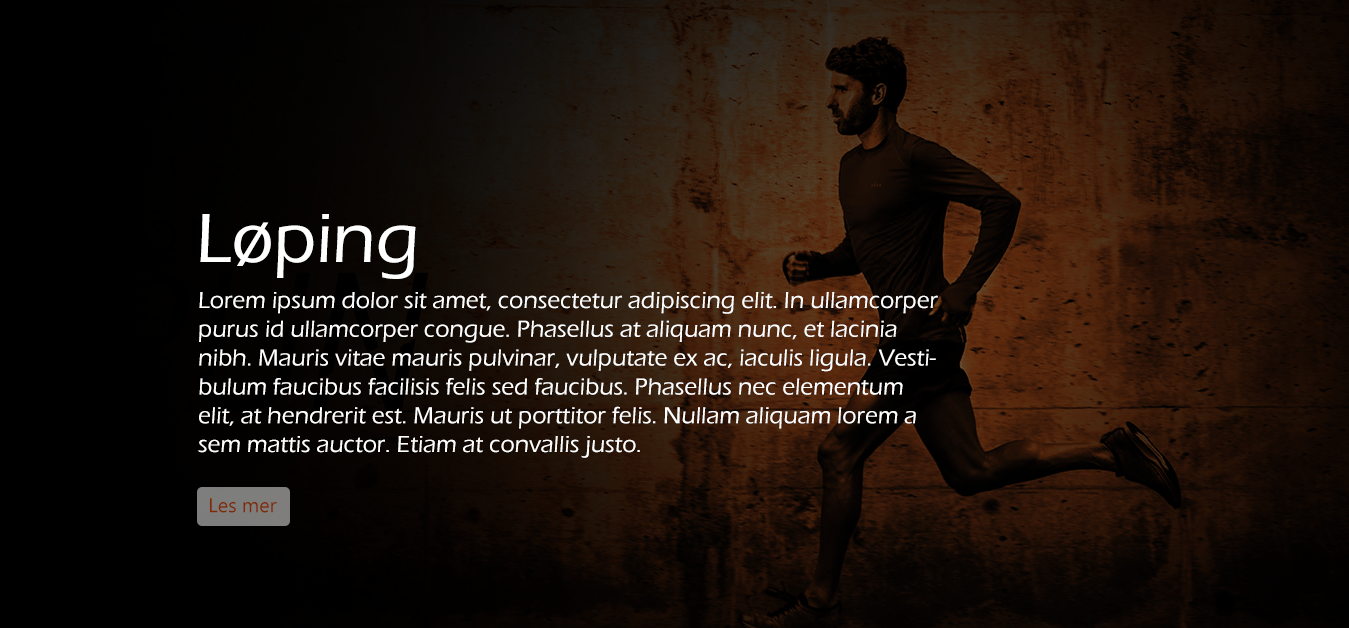 Løping
Lorem ipsum dolor sit amet, consectetur adipiscing elit. In ullamcorper
purus id ullamcorper congue. Phasellus at aliquam nunc, et lacinia
nibh. Mauris vitae mauris pulvinar, vulputate ex ac, iaculis ligula. Vesti-
bulum faucibus facilisis felis sed faucibus. Phasellus nec elementum
elit, at hendrerit est. Mauris ut porttitor felis. Nullam aliquam lorem a
sem mattis auctor. Etiam at convallis justo.
Les mer